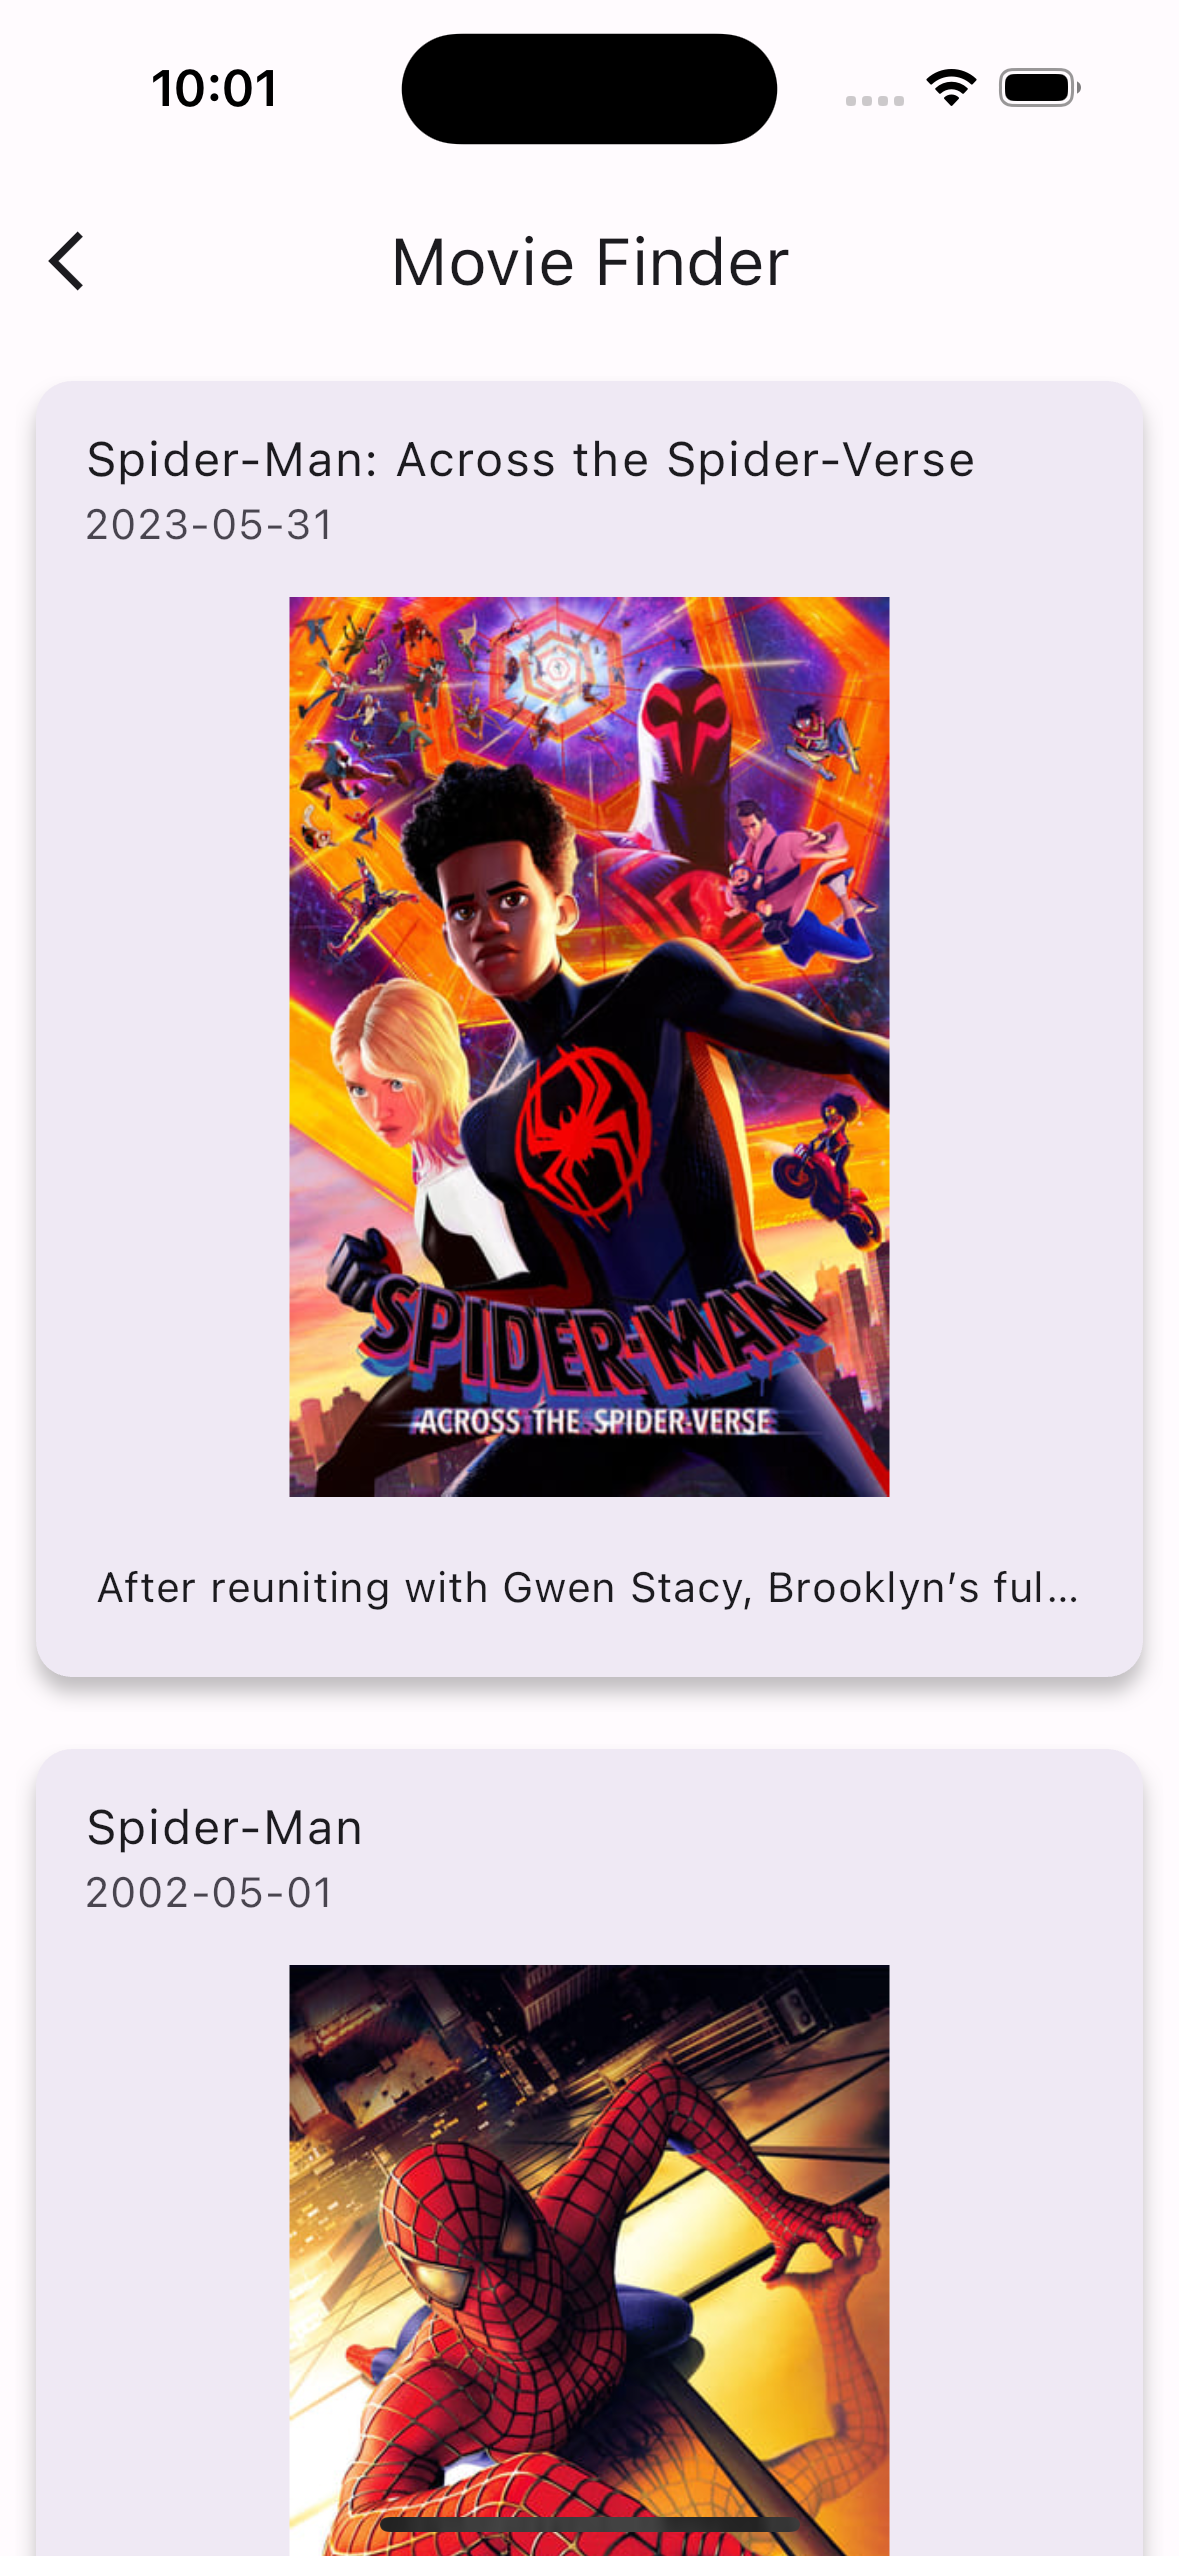 10:01
Movie Finder
Spider-Man: Across the Spider-Verse
2023-05-31
SPIDER-MAN
ACROSS THE SPIDER-VERSE
After reuniting with Gwen Stacy, Brooklyn’s ful...
Spider-Man
2002-05-01